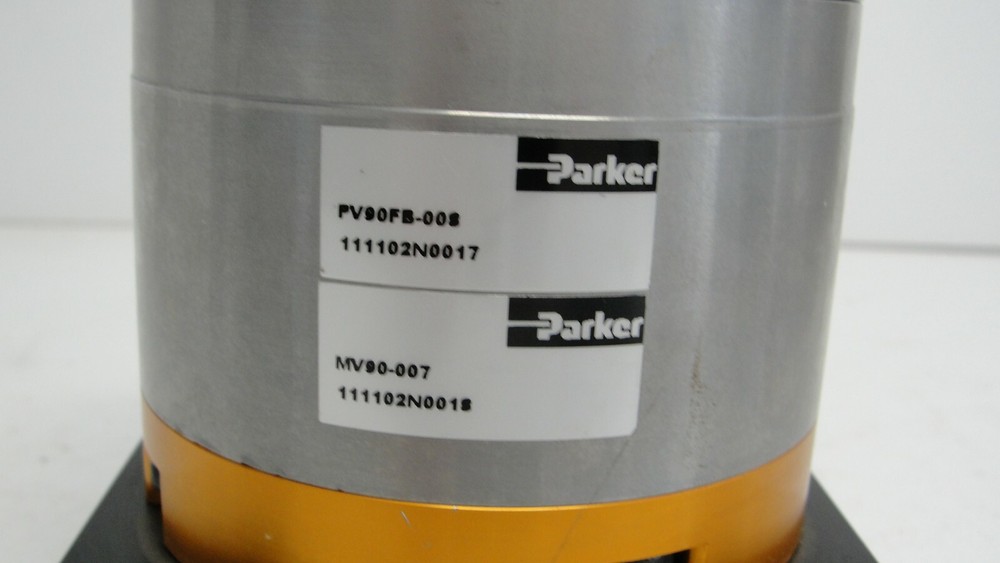 Parker
PV90FB-008
111102N0017
Parker
MV90-007
111102N0018